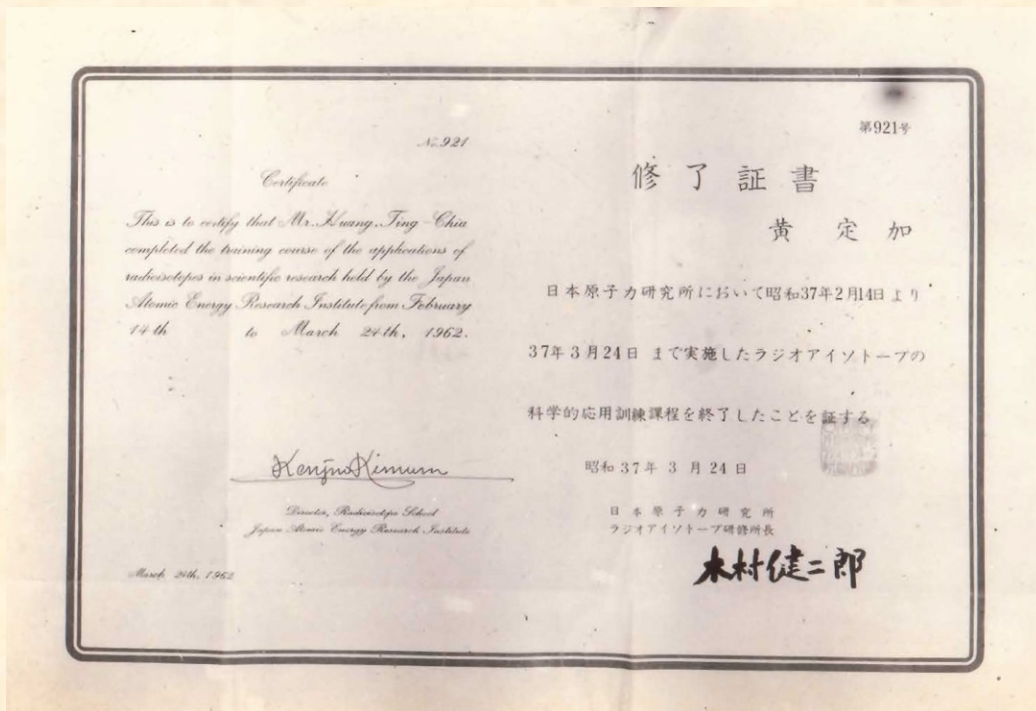 No.921
Certificate
This is to certify that Mr. Huang, Ting-Chia
completed the training course of the applications of
radioisotopes in scientific research held by the Japan
Atomic Energy Research Institute from February
14-th to March 24-th, 1962.
Kenjiro Kimura
Director, Radioisotope School
Japan Atomic Energy Research Institute
March 24th, 1962
第921号
修了証書
黄定加
日本原子力研究所において昭和37年2月14日より
37年3月24日まで実施したラジオアイソトープの
科学的応用訓練課程を終了したことを証する
昭和37年3月24日
日本原子力研究所
ラジオアイソトープ研修所長
木村健二郎